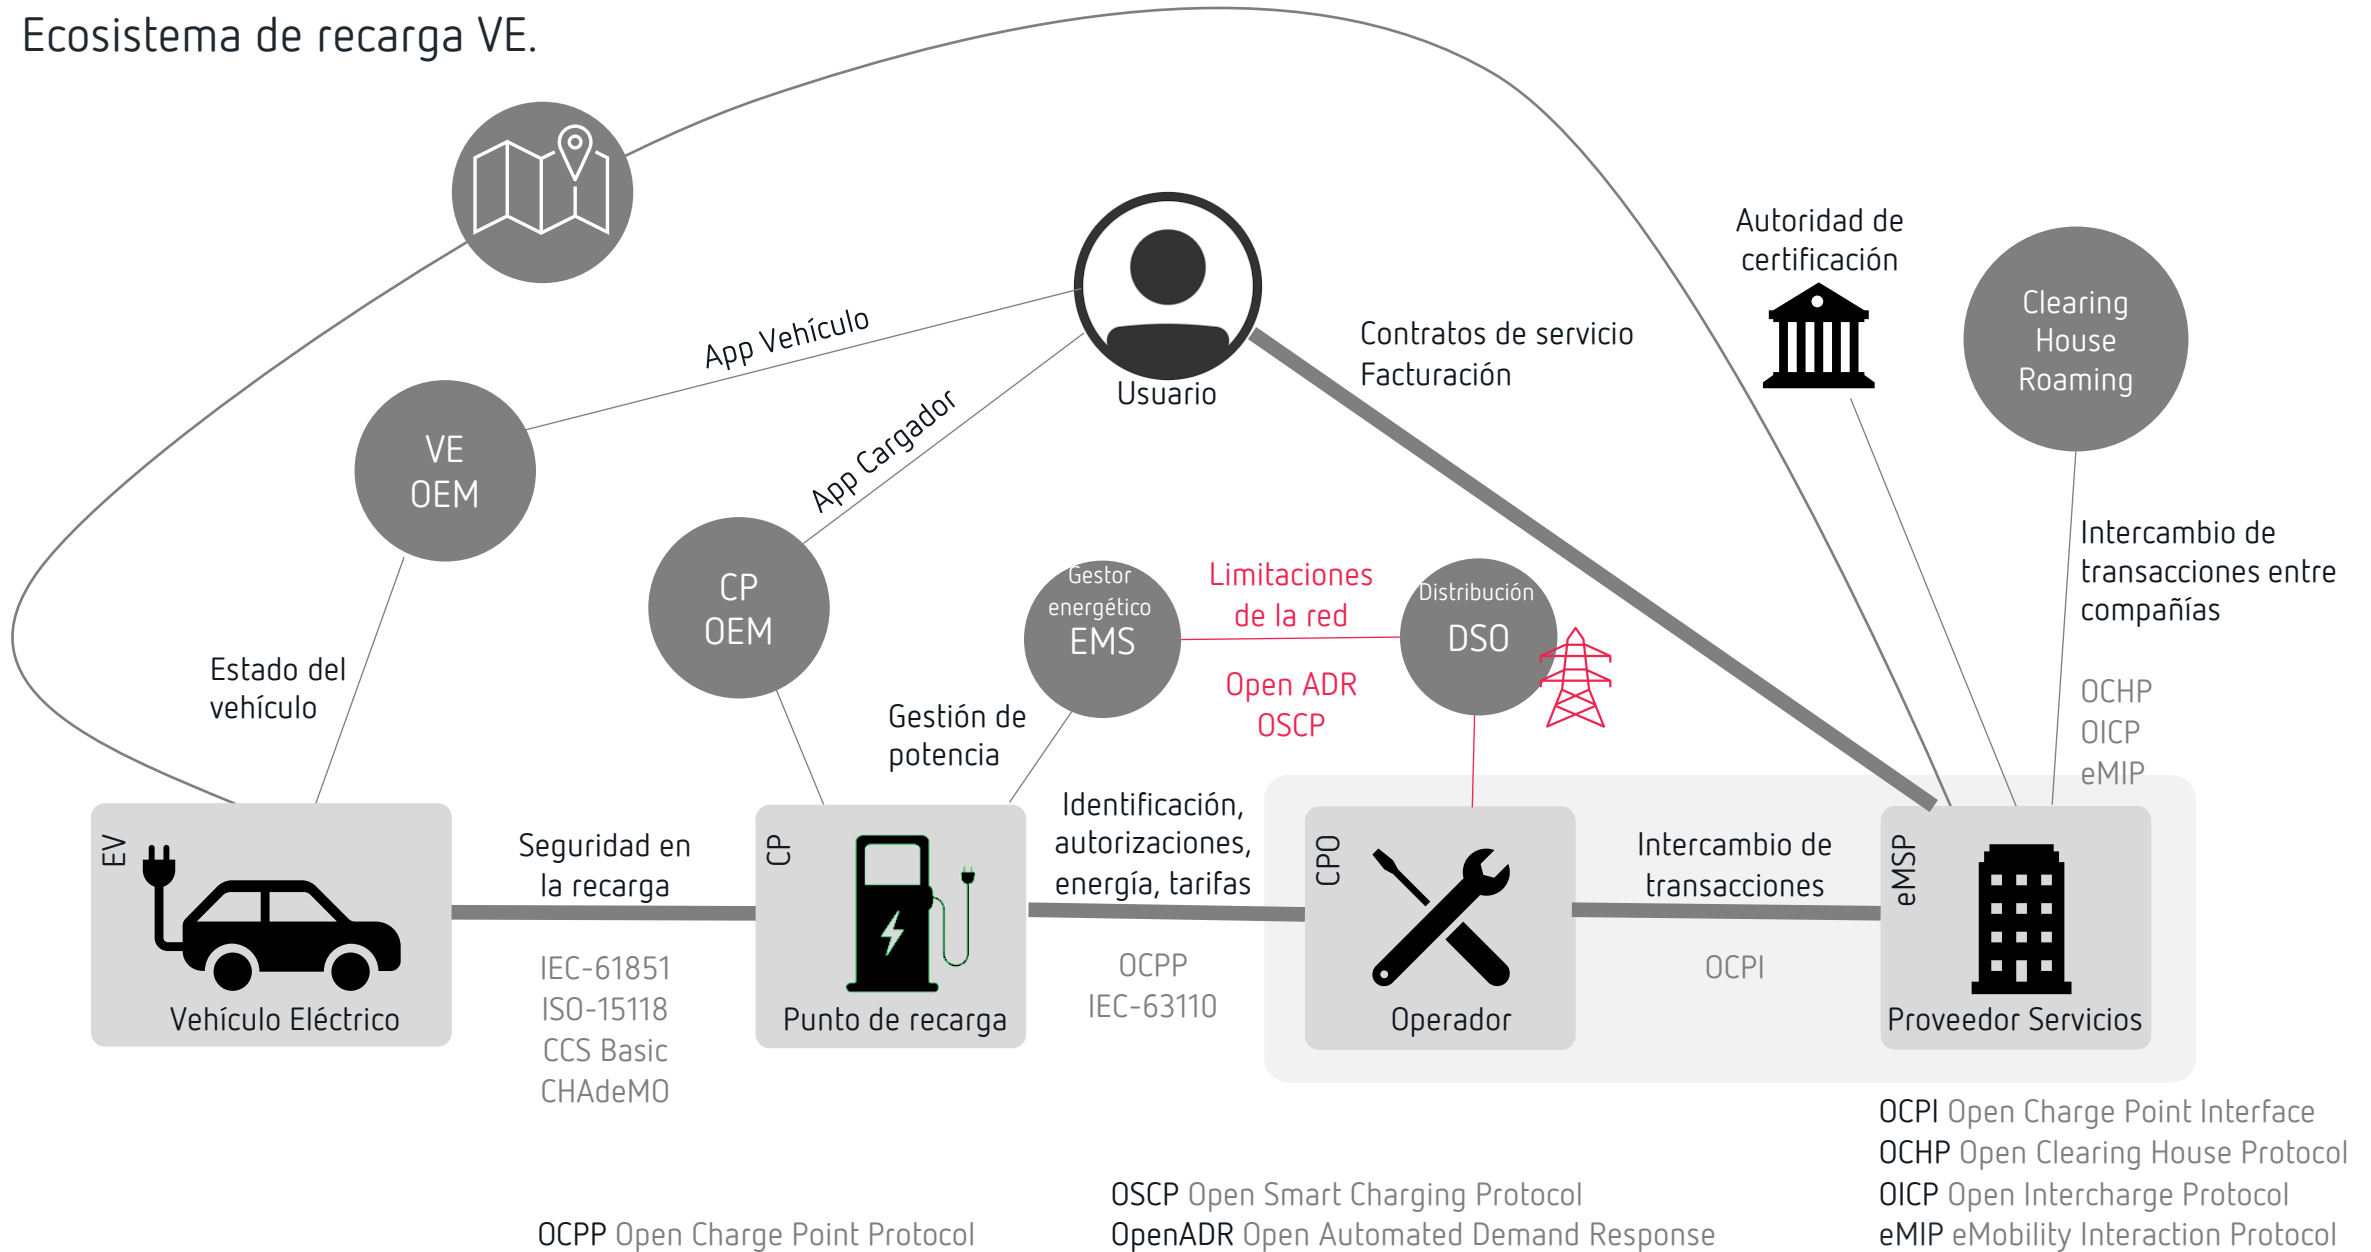 Ecosistema de recarga VE.
Autoridad de
certificación
Clearing
House
Roaming
App Vehículo
Contratos de servicio
Facturación
Usuario
App Cargador
VE
OEM
CP
OEM
Gestor
energético
EMS
Limitaciones
de la red
Distribución
DSO
Open ADR
OSCP
Intercambio de
transacciones entre
compañías
OCHP
OICP
eMIP
Estado del
vehículo
Gestión de
potencia
EV
Vehículo Eléctrico
Seguridad en
la recarga
IEC-61851
ISO-15118
CCS Basic
CHAdeMO
CP
Punto de recarga
Identificación,
autorizaciones,
energía, tarifas
OCPP
IEC-63110
CPO
Operador
Intercambio de
transacciones
OCPI
eMSP
Proveedor Servicios
OCPP Open Charge Point Protocol
OSCP Open Smart Charging Protocol
OpenADR Open Automated Demand Response
OCPI Open Charge Point Interface
OCHP Open Clearing House Protocol
OICP Open Intercharge Protocol
eMIP eMobility Interaction Protocol